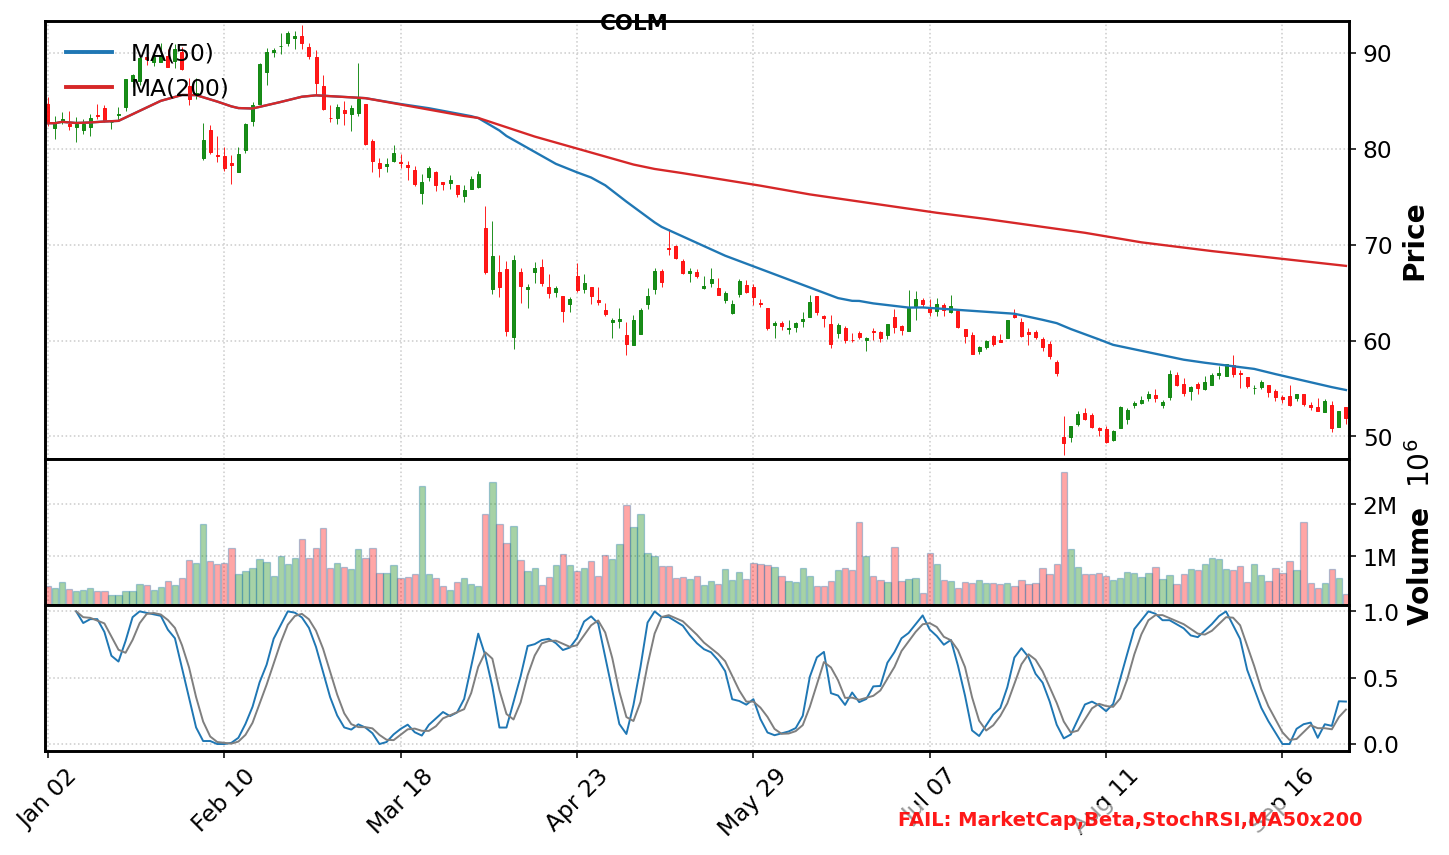 COLM
MA(50)
MA(200)
90
80
70
60
50
Price
10^6
2M
1M
Volume
1.0
0.5
0.0
Jan 02
Feb 10
Mar 18
Apr 23
May 29
Jul 07
Aug 11
Sep 16
FAIL: MarketCap,Beta,StochRSI,MA50x200